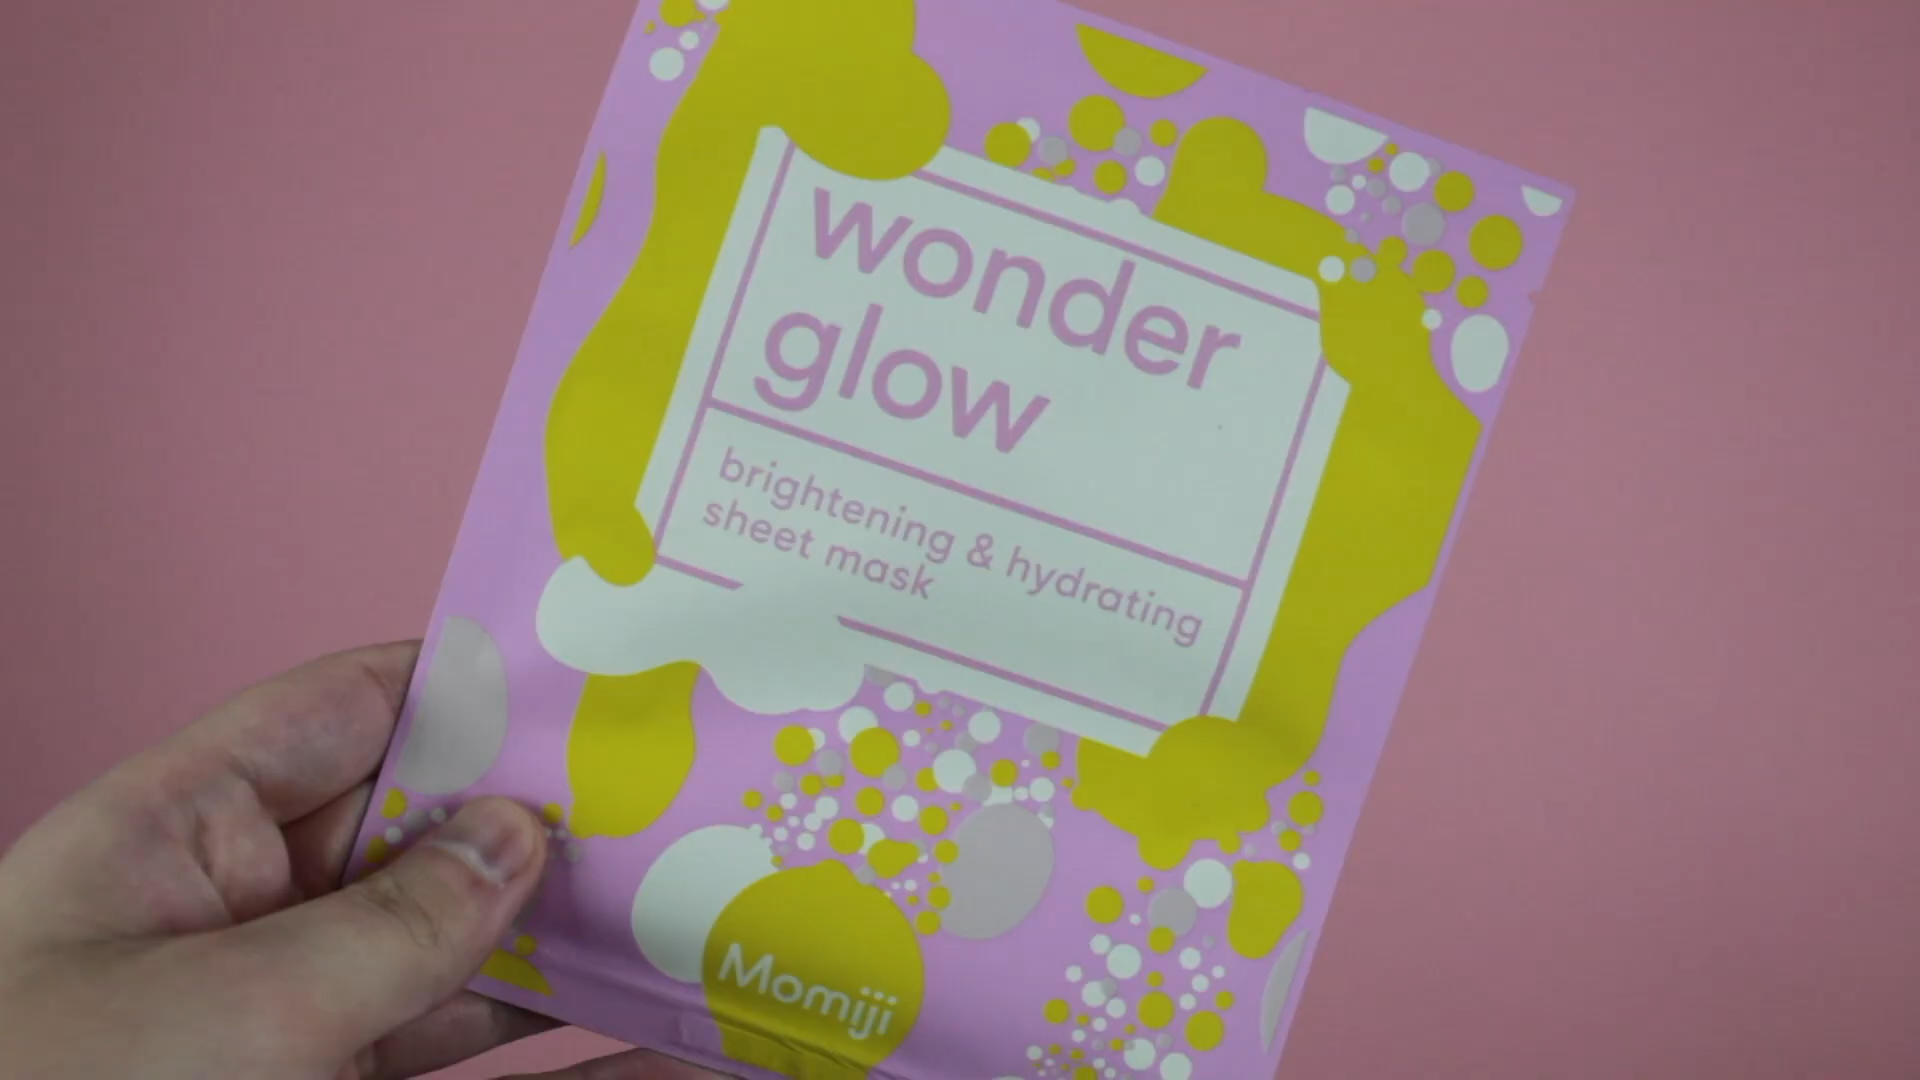 wonder
glow
brightening & hydrating
sheet mask
Momiji